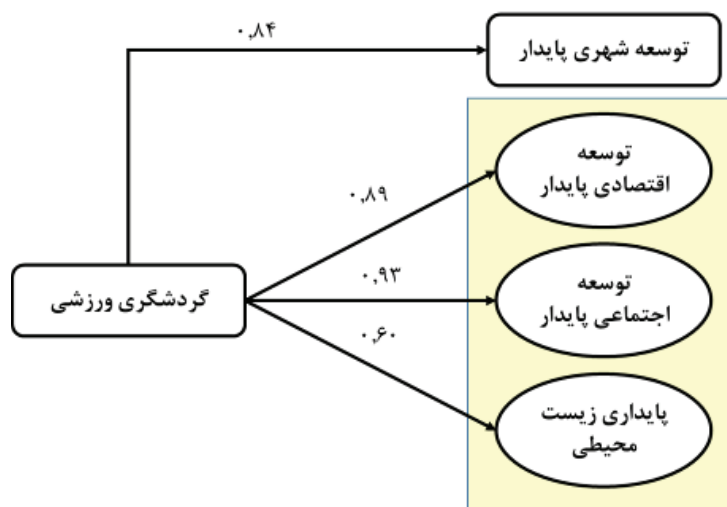 ۰,۸۴
توسعه شهری پایدار
توسعه
اقتصادی پایدار
۰,۸۹
توسعه
اجتماعی پایدار
۰,۹۳
گردشگری ورزشی
۰,۶۰
پایداری زیست
محیطی